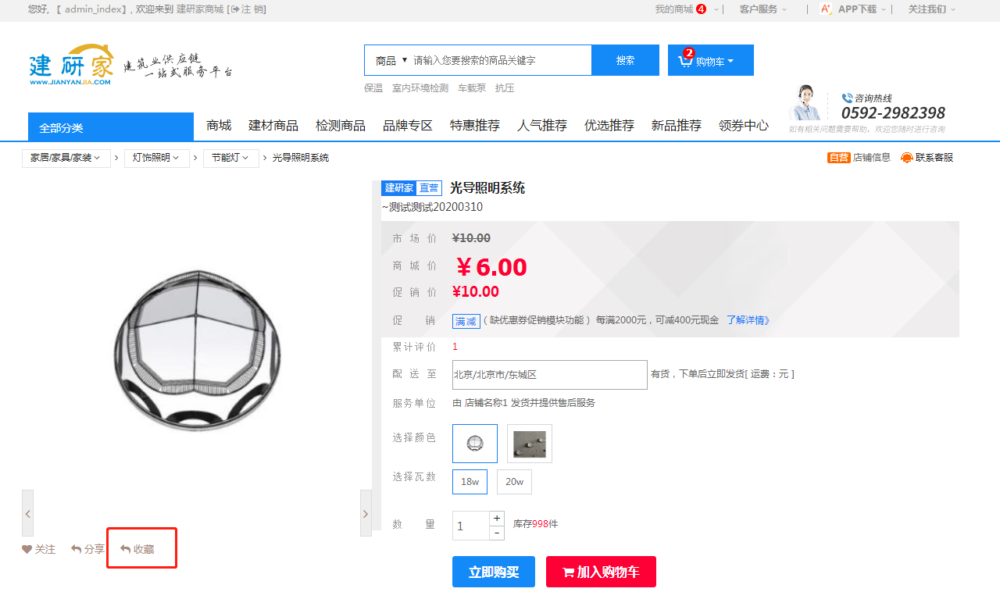 您好, 【 admin_index】, 欢迎来到 建研家商城 [注 销]
我的商城 4 | 客户服务 | A+ APP下载 | 关注我们
建研家
WWW.JIANYANJIA.COM
建筑业供应链
一站式服务平台
商品 ▼ 请输入您要搜索的商品关键字 搜索
2 购物车
保温 室内环境检测 车载泵 抗压
咨询热线
0592-2982398
如有相关问题需要帮助，欢迎您随时进行咨询
全部分类 商城 建材商品 检测商品 品牌专区 特惠推荐 人气推荐 优选推荐 新品推荐 领券中心
家居/家具/家装 › 灯饰照明 › 节能灯 › 光导照明系统
自营 店铺信息 联系客服
建研家 直营 光导照明系统
~测试测试20200310
市 场 价 ¥10.00
商 城 价 ￥6.00
促 销 价 ¥10.00
促 销 满减 ( 缺优惠券促销模块功能 ) 每满2000元，可减400元现金 了解详情》
累计评价 1
配 送 至 北京/北京市/东城区 有货，下单后立即发货[ 运费：元 ]
服务单位 由 店铺名称1 发货并提供售后服务
选择颜色
选择瓦数 18w 20w
数 量 1 + - 库存998件
关注 分享 收藏
立即购买 加入购物车